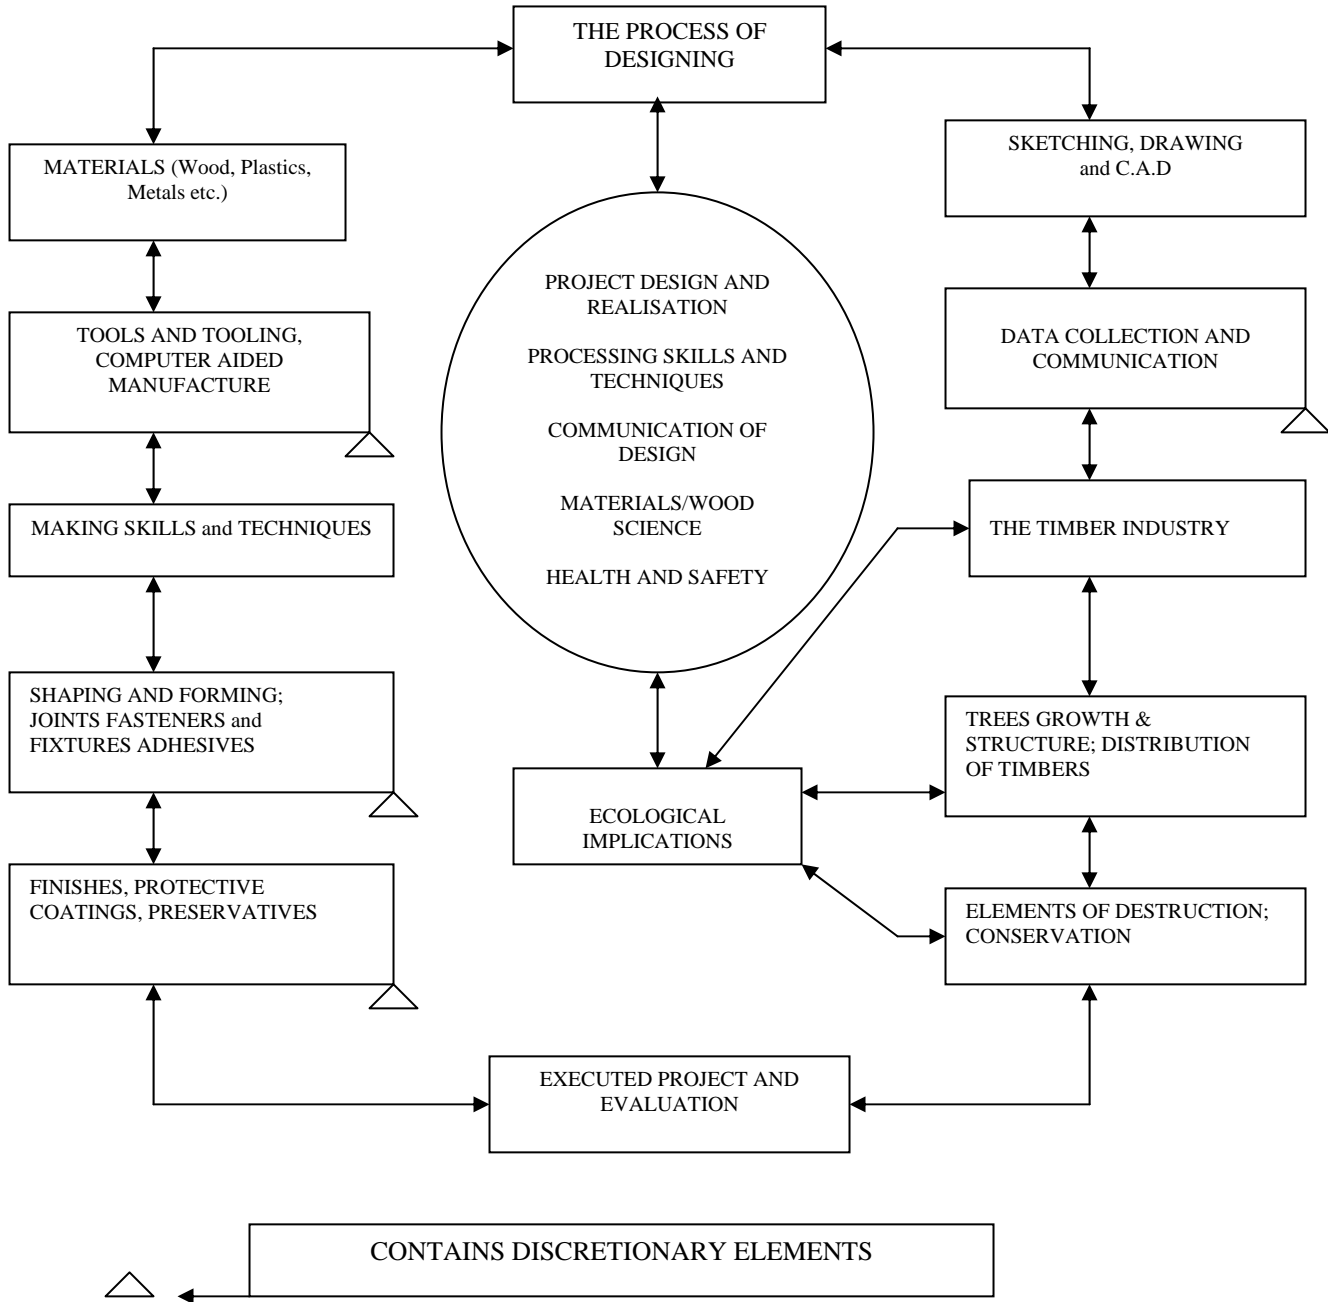 THE PROCESS OF
DESIGNING
MATERIALS (Wood, Plastics,
Metals etc.)
SKETCHING, DRAWING
and C.A.D
PROJECT DESIGN AND
REALISATION
PROCESSING SKILLS AND
TECHNIQUES
COMMUNICATION OF
DESIGN
MATERIALS/WOOD
SCIENCE
HEALTH AND SAFETY
TOOLS AND TOOLING,
COMPUTER AIDED
MANUFACTURE
DATA COLLECTION AND
COMMUNICATION
MAKING SKILLS and TECHNIQUES
THE TIMBER INDUSTRY
SHAPING AND FORMING;
JOINTS FASTENERS and
FIXTURES ADHESIVES
TREES GROWTH &
STRUCTURE; DISTRIBUTION
OF TIMBERS
ECOLOGICAL
IMPLICATIONS
FINISHES, PROTECTIVE
COATINGS, PRESERVATIVES
ELEMENTS OF DESTRUCTION;
CONSERVATION
EXECUTED PROJECT AND
EVALUATION
CONTAINS DISCRETIONARY ELEMENTS